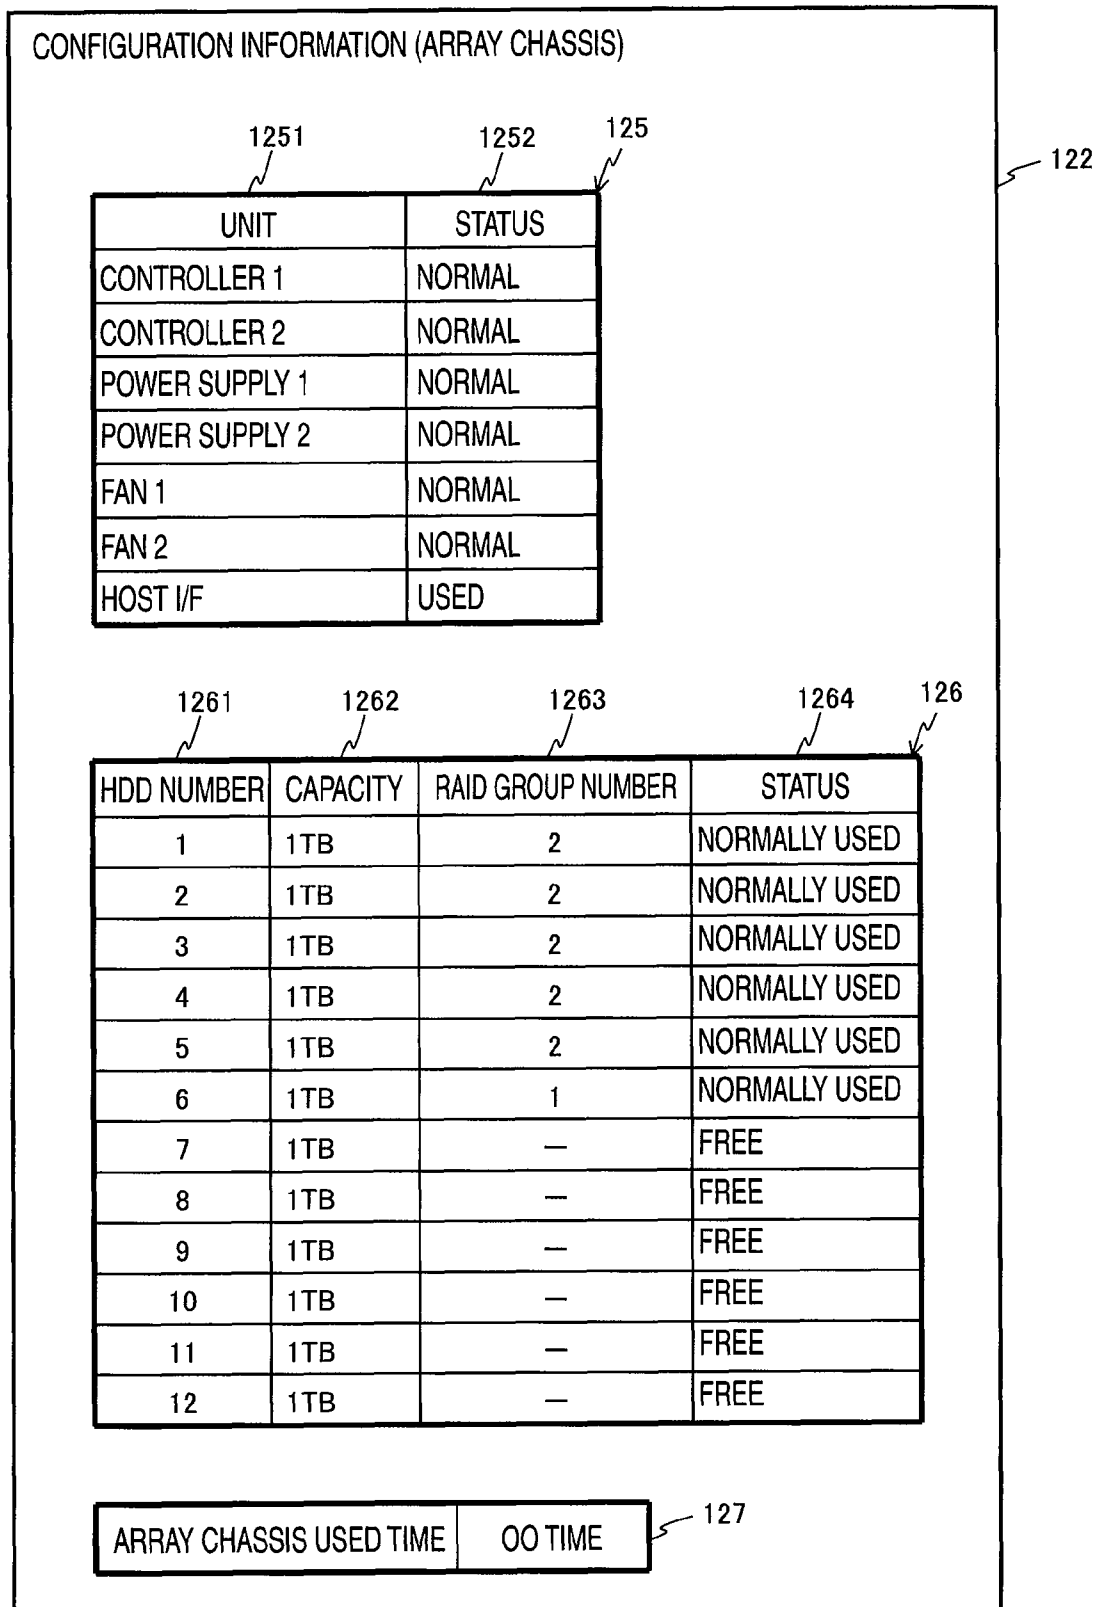 CONFIGURATION INFORMATION (ARRAY CHASSIS)
1251 1252 125
122
UNIT STATUS
CONTROLLER 1 NORMAL
CONTROLLER 2 NORMAL
POWER SUPPLY 1 NORMAL
POWER SUPPLY 2 NORMAL
FAN 1 NORMAL
FAN 2 NORMAL
HOST I/F USED
1261 1262 1263 1264 126
HDD NUMBER CAPACITY RAID GROUP NUMBER STATUS
1 1TB 2 NORMALLY USED
2 1TB 2 NORMALLY USED
3 1TB 2 NORMALLY USED
4 1TB 2 NORMALLY USED
5 1TB 2 NORMALLY USED
6 1TB 1 NORMALLY USED
7 1TB — FREE
8 1TB — FREE
9 1TB — FREE
10 1TB — FREE
11 1TB — FREE
12 1TB — FREE
ARRAY CHASSIS USED TIME OO TIME 127